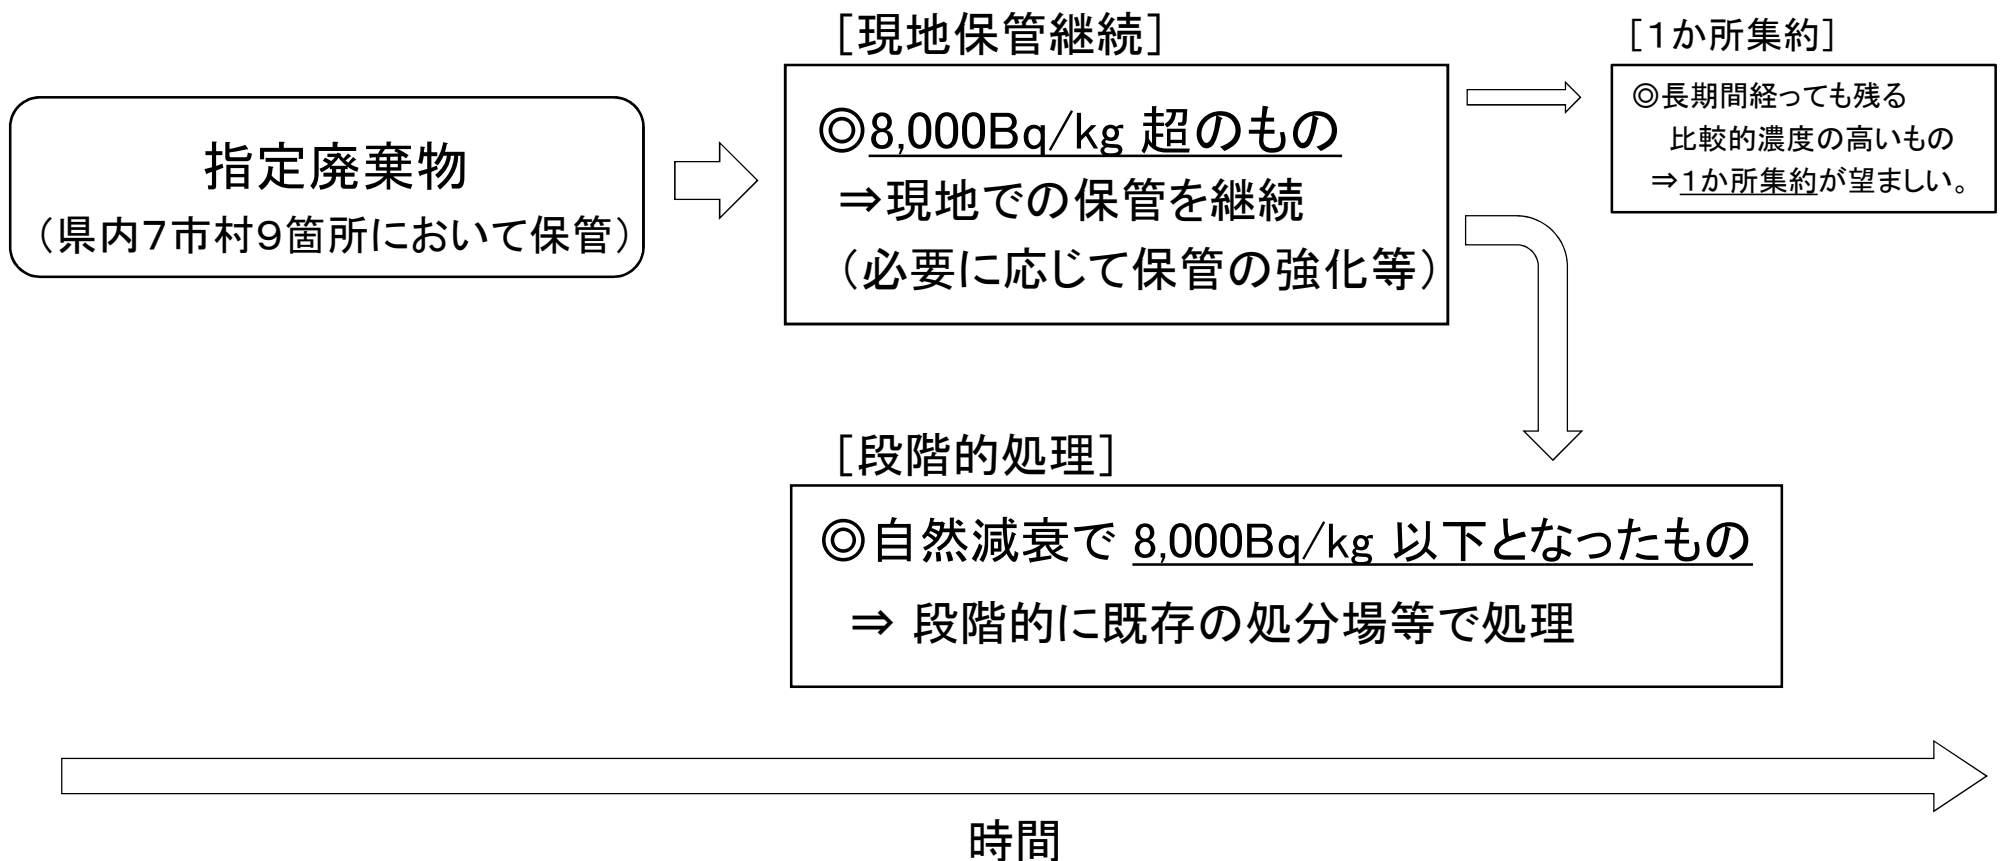 指定廃棄物
（県内７市村９箇所において保管）
［現地保管継続］
◎8,000Bq/kg 超のもの
⇒現地での保管を継続
（必要に応じて保管の強化等）
［１か所集約］
◎長期間経っても残る
比較的濃度の高いもの
⇒１か所集約が望ましい。
［段階的処理］
◎自然減衰で 8,000Bq/kg 以下となったもの
⇒ 段階的に既存の処分場等で処理
時間